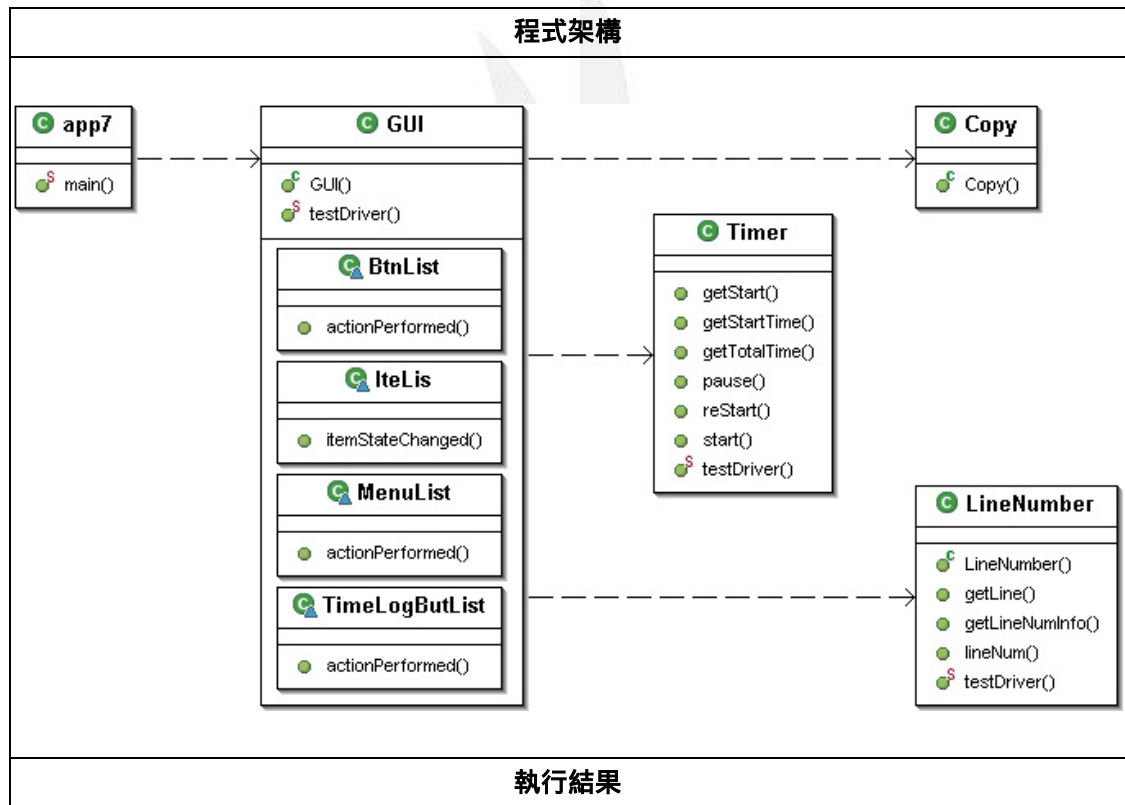 程式架構
app7
main()
GUI
GUI()
testDriver()
BtnList
actionPerformed()
IteLis
itemStateChanged()
MenuList
actionPerformed()
TimeLogButList
actionPerformed()
Copy
Copy()
Timer
getStart()
getStartTime()
getTotalTime()
pause()
reStart()
start()
testDriver()
LineNumber
LineNumber()
getLine()
getLineNumInfo()
lineNum()
testDriver()
執行結果